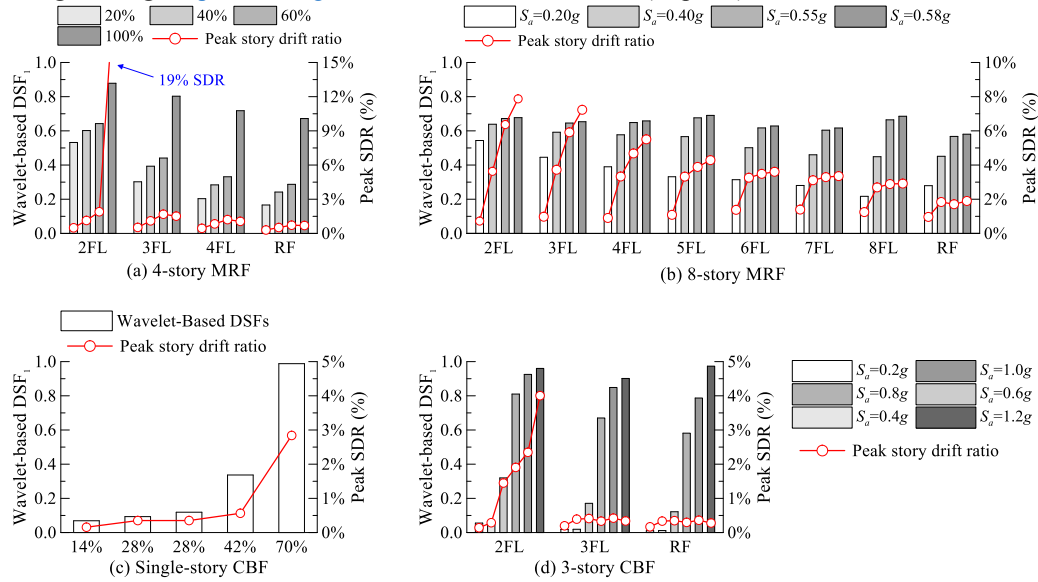 20%
40%
60%
100%
Peak story drift ratio
Wavelet-based DSF1
1.0
0.8
0.6
0.4
0.2
0.0
19% SDR
15%
12%
9%
6%
3%
0%
Peak SDR (%)
2FL
3FL
4FL
RF
(a) 4-story MRF
Sa=0.20g
Sa=0.40g
Sa=0.55g
Sa=0.58g
Peak story drift ratio
Wavelet-based DSF1
1.0
0.8
0.6
0.4
0.2
0.0
10%
8%
6%
4%
2%
0%
Peak SDR (%)
2FL
3FL
4FL
5FL
6FL
7FL
8FL
RF
(b) 8-story MRF
Wavelet-Based DSFs
Peak story drift ratio
Wavelet-based DSF1
1.0
0.8
0.6
0.4
0.2
0.0
5%
4%
3%
2%
1%
0%
Peak SDR (%)
14%
28%
28%
42%
70%
(c) Single-story CBF
Wavelet-based DSF1
1.0
0.8
0.6
0.4
0.2
0.0
5%
4%
3%
2%
1%
0%
Peak SDR (%)
2FL
3FL
RF
(d) 3-story CBF
Sa=0.2g
Sa=1.0g
Sa=0.8g
Sa=0.6g
Sa=0.4g
Sa=1.2g
Peak story drift ratio